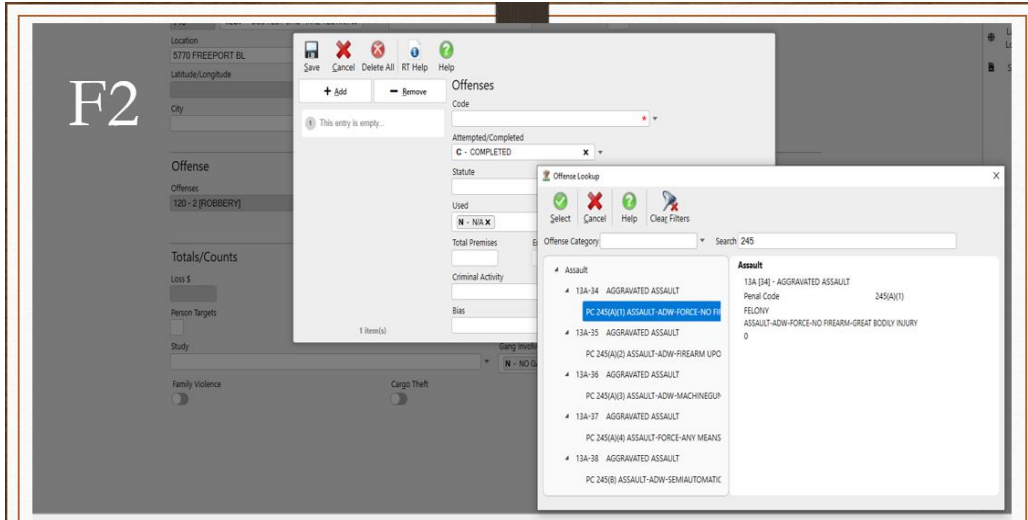 F2
Location
5770 FREEPORT BL
Latitude/Longitude
City
Offense
Offenses
120 - 2 [ROBBERY]
Totals/Counts
Loss $
Person Targets
Study
Gang
N - NO
Family Violence
Cargo Theft
Save Cancel Delete All RT Help Help
+ Add - Remove
1 This entry is empty...
1 item(s)
Offenses
Code
*
Attempted/Completed
C - COMPLETED x
Statute
Used
N - N/A x
Total Premises
Criminal Activity
Bias
Offense Lookup X
Select Cancel Help Clear Filters
Offense Category Search 245
Assault
13A-34 AGGRAVATED ASSAULT
PC 245(A)(1) ASSAULT-ADW-FORCE-NO FIR
13A-35 AGGRAVATED ASSAULT
PC 245(A)(2) ASSAULT-ADW-FIREARM UPO
13A-36 AGGRAVATED ASSAULT
PC 245(A)(3) ASSAULT-ADW-MACHINEGUN
13A-37 AGGRAVATED ASSAULT
PC 245(A)(4) ASSAULT-FORCE-ANY MEANS
13A-38 AGGRAVATED ASSAULT
PC 245(B) ASSAULT-ADW-SEMIAUTOMATIC
Assault
13A [34] - AGGRAVATED ASSAULT
Penal Code 245(A)(1)
FELONY
ASSAULT-ADW-FORCE-NO FIREARM-GREAT BODILY INJURY
0